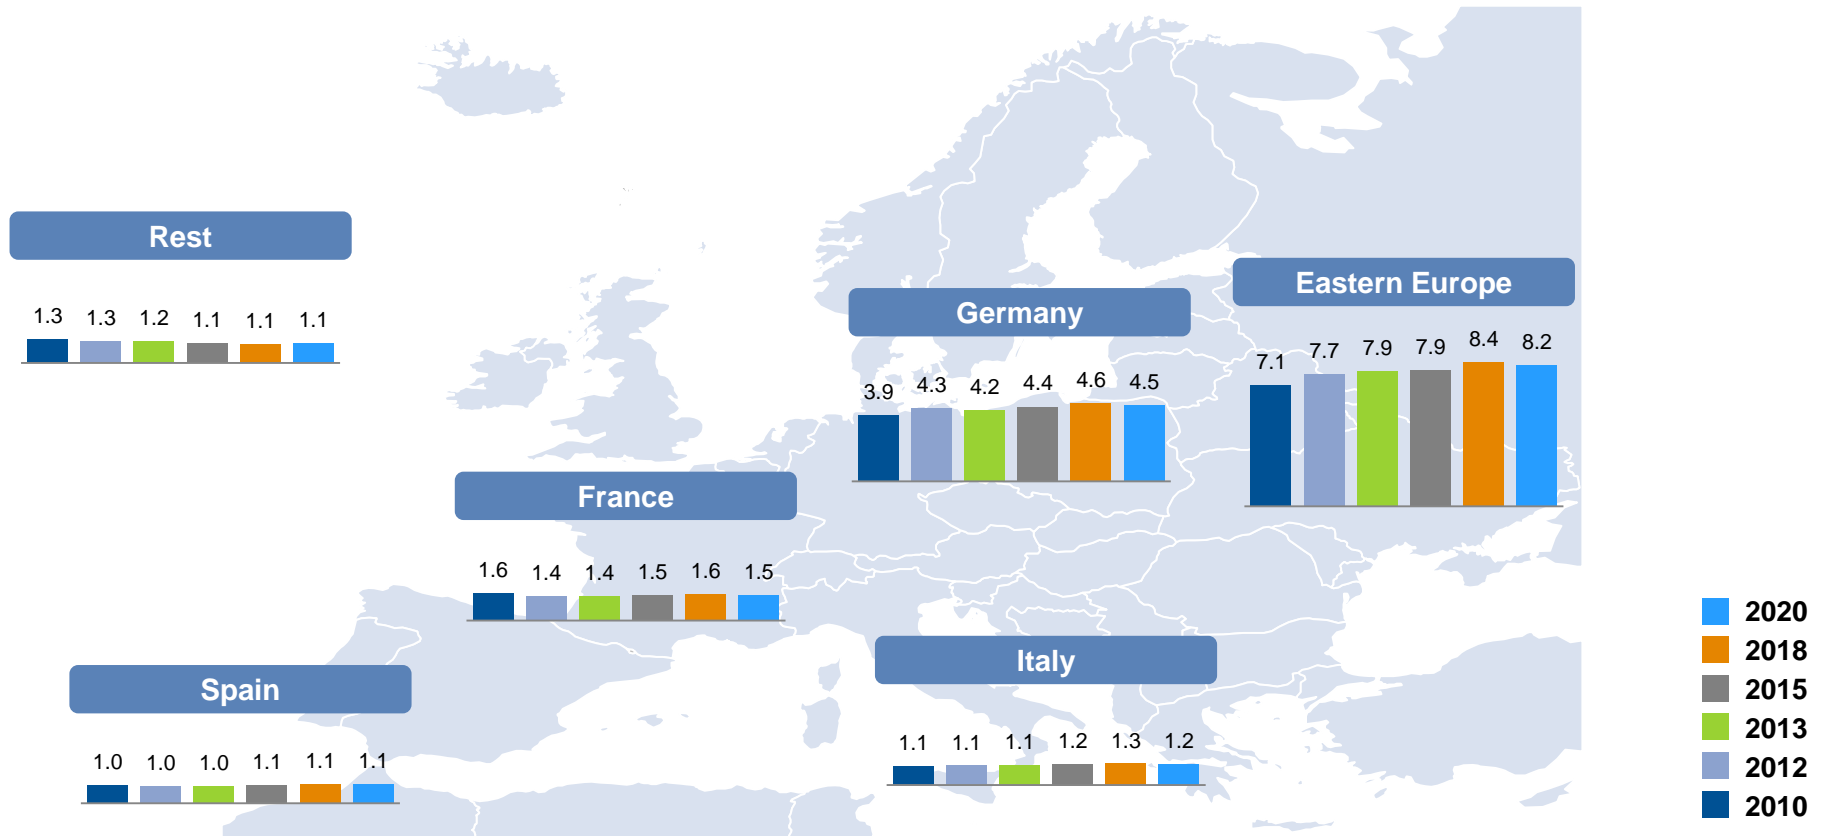 Rest
1.3 1.3 1.2 1.1 1.1 1.1
Eastern Europe
7.1 7.7 7.9 7.9 8.4 8.2
Germany
3.9 4.3 4.2 4.4 4.6 4.5
France
1.6 1.4 1.4 1.5 1.6 1.5
Italy
1.1 1.1 1.1 1.2 1.3 1.2
Spain
1.0 1.0 1.0 1.1 1.1 1.1
2020
2018
2015
2013
2012
2010